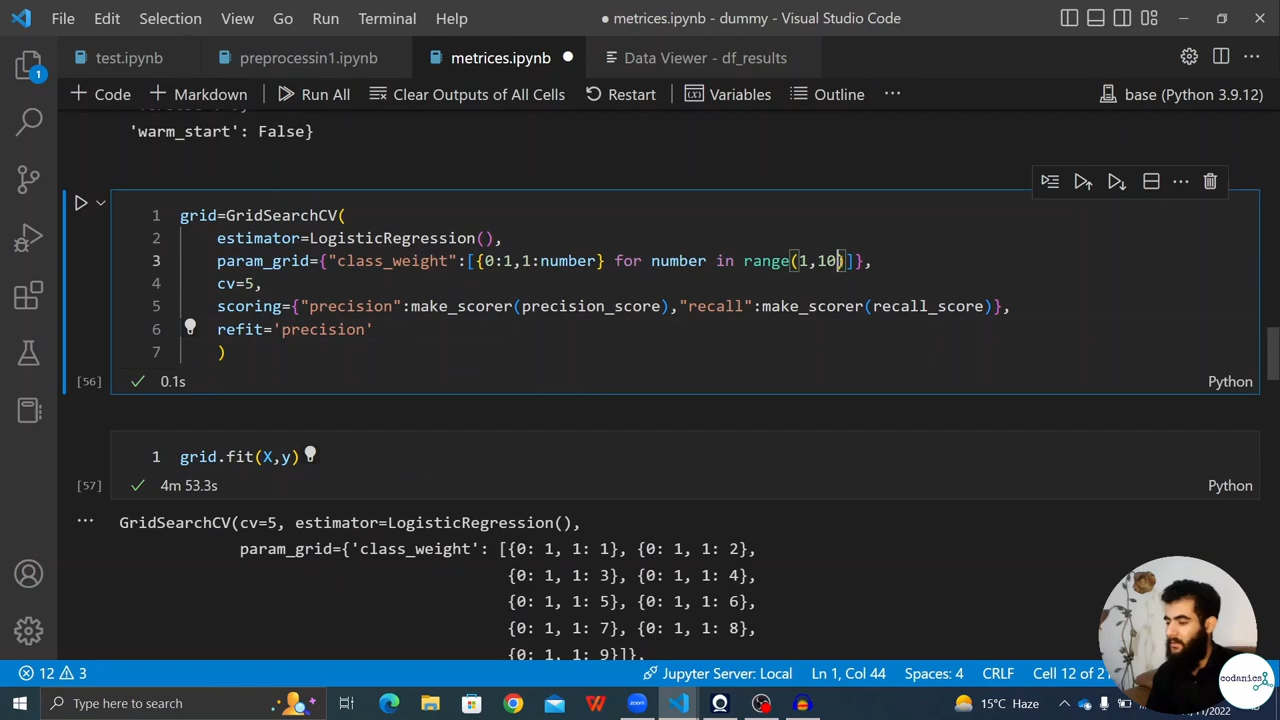 File Edit Selection View Go Run Terminal Help
● metrices.ipynb - dummy - Visual Studio Code
test.ipynb
preprocessin1.ipynb
metrices.ipynb
Data Viewer - df_results
Code Markdown Run All Clear Outputs of All Cells Restart Variables Outline ... base (Python 3.9.12)
'warm_start': False}
1 grid=GridSearchCV(
2 estimator=LogisticRegression(),
3 param_grid={"class_weight":[{0:1,1:number} for number in range(1,10)]},
4 cv=5,
5 scoring={"precision":make_scorer(precision_score),"recall":make_scorer(recall_score)},
6 refit='precision'
7 )
[56] 0.1s Python
1 grid.fit(X,y)
[57] 4m 53.3s Python
... GridSearchCV(cv=5, estimator=LogisticRegression(),
param_grid={'class_weight': [{0: 1, 1: 1}, {0: 1, 1: 2},
{0: 1, 1: 3}, {0: 1, 1: 4},
{0: 1, 1: 5}, {0: 1, 1: 6},
{0: 1, 1: 7}, {0: 1, 1: 8},
{0: 1, 1: 9}]},
codanics
12 3 Jupyter Server: Local Ln 1, Col 44 Spaces: 4 CRLF Cell 12 of
Type here to search
zoom
15°C Haze
/2022